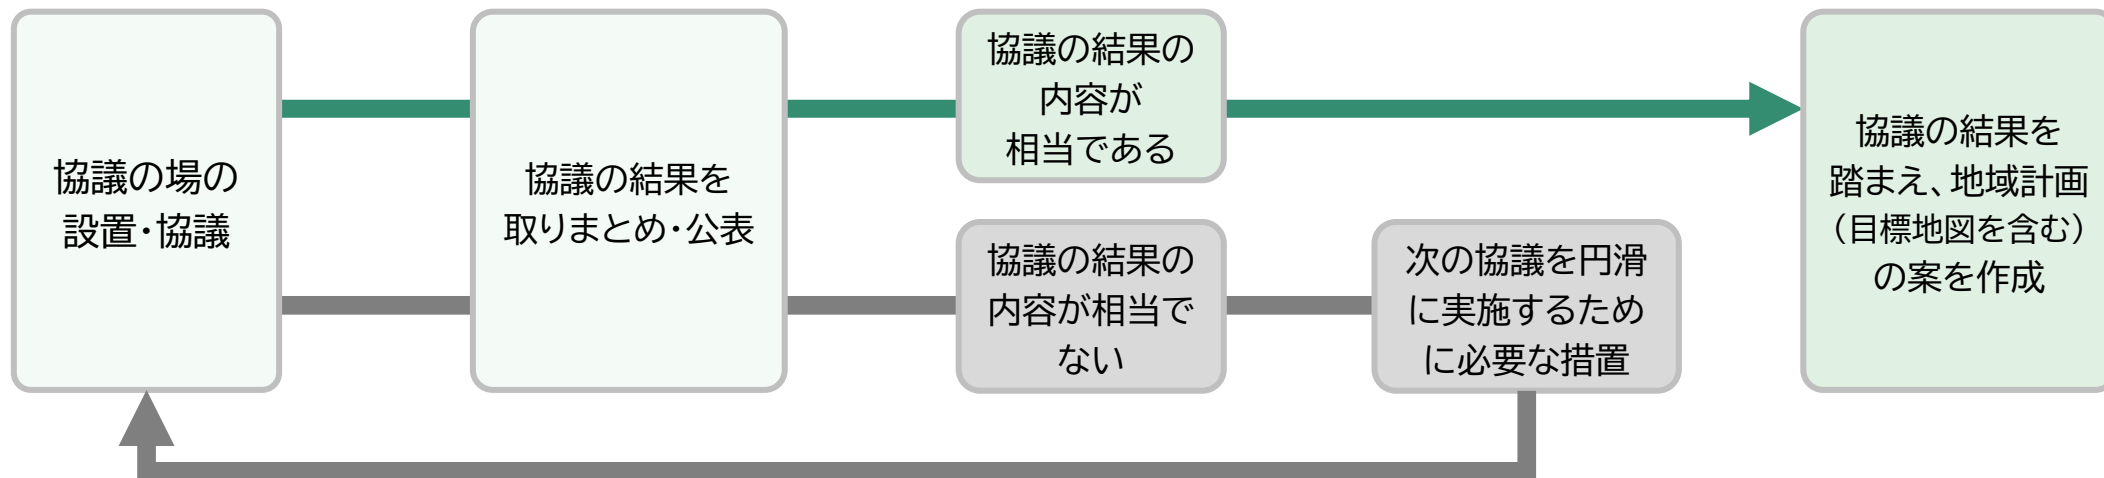 協議の場の
設置・協議
協議の結果を
取りまとめ・公表
協議の結果の
内容が
相当である
協議の結果の
内容が相当で
ない
次の協議を円滑
に実施するため
に必要な措置
協議の結果を
踏まえ、地域計画
（目標地図を含む）
の案を作成